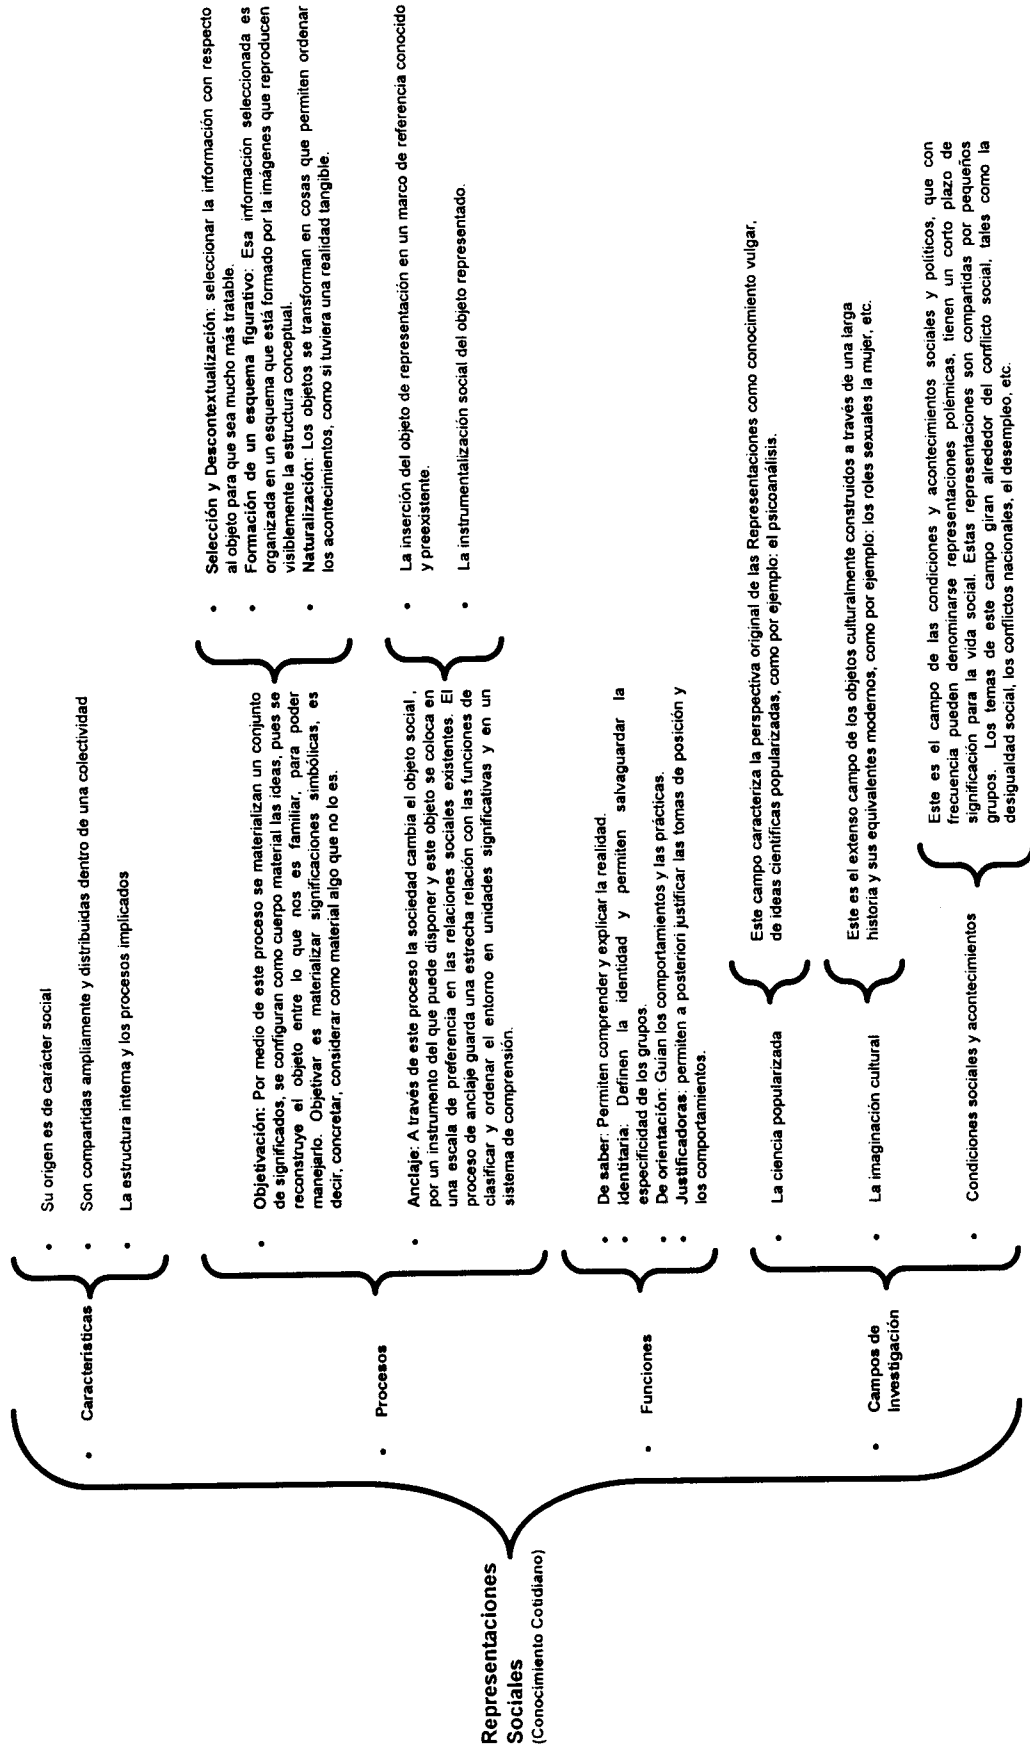 Representaciones
Sociales
(Conocimiento Cotidiano)
• Características
• Su origen es de carácter social
• Son compartidas ampliamente y distribuidas dentro de una colectividad
• La estructura interna y los procesos implicados
• Procesos
• Objetivación: Por medio de este proceso se materializan un conjunto
de significados, se configuran como cuerpo material las ideas, pues se
reconstruye el objeto entre lo que nos es familiar, para poder
manejarlo. Objetivar es materializar significaciones simbólicas, es
decir, concretar, considerar como material algo que no lo es.
• Selección y Descontextualización: seleccionar la información con respecto
al objeto para que sea mucho más tratable.
• Formación de un esquema figurativo: Esa información seleccionada es
organizada en un esquema que está formado por la imágenes que reproducen
visiblemente la estructura conceptual.
• Naturalización: Los objetos se transforman en cosas que permiten ordenar
los acontecimientos, como si tuviera una realidad tangible.
• Anclaje: A través de este proceso la sociedad cambia el objeto social ,
por un instrumento del que puede disponer y este objeto se coloca en
una escala de preferencia en las relaciones sociales existentes. El
proceso de anclaje guarda una estrecha relación con las funciones de
clasificar y ordenar el entorno en unidades significativas y en un
sistema de comprensión.
• La inserción del objeto de representación en un marco de referencia conocido
y preexistente.
• La instrumentalización social del objeto representado.
• Funciones
• De saber: Permiten comprender y explicar la realidad.
• Identitaria: Definen la identidad y permiten salvaguardar la
especificidad de los grupos.
• De orientación: Guían los comportamientos y las prácticas.
• Justificadoras: permiten a posteriori justificar las tomas de posición y
los comportamientos.
• Campos de
Investigación
• La ciencia popularizada
Este campo caracteriza la perspectiva original de las Representaciones como conocimiento vulgar,
de ideas científicas popularizadas, como por ejemplo: el psicoanálisis.
• La imaginación cultural
Este es el extenso campo de los objetos culturalmente construidos a través de una larga
historia y sus equivalentes modernos, como por ejemplo: los roles sexuales la mujer, etc.
• Condiciones sociales y acontecimientos
Este es el campo de las condiciones y acontecimientos sociales y políticos, que con
frecuencia pueden denominarse representaciones polémicas, tienen un corto plazo de
significación para la vida social. Estas representaciones son compartidas por pequeños
grupos. Los temas de este campo giran alrededor del conflicto social, tales como la
desigualdad social, los conflictos nacionales, el desempleo, etc.